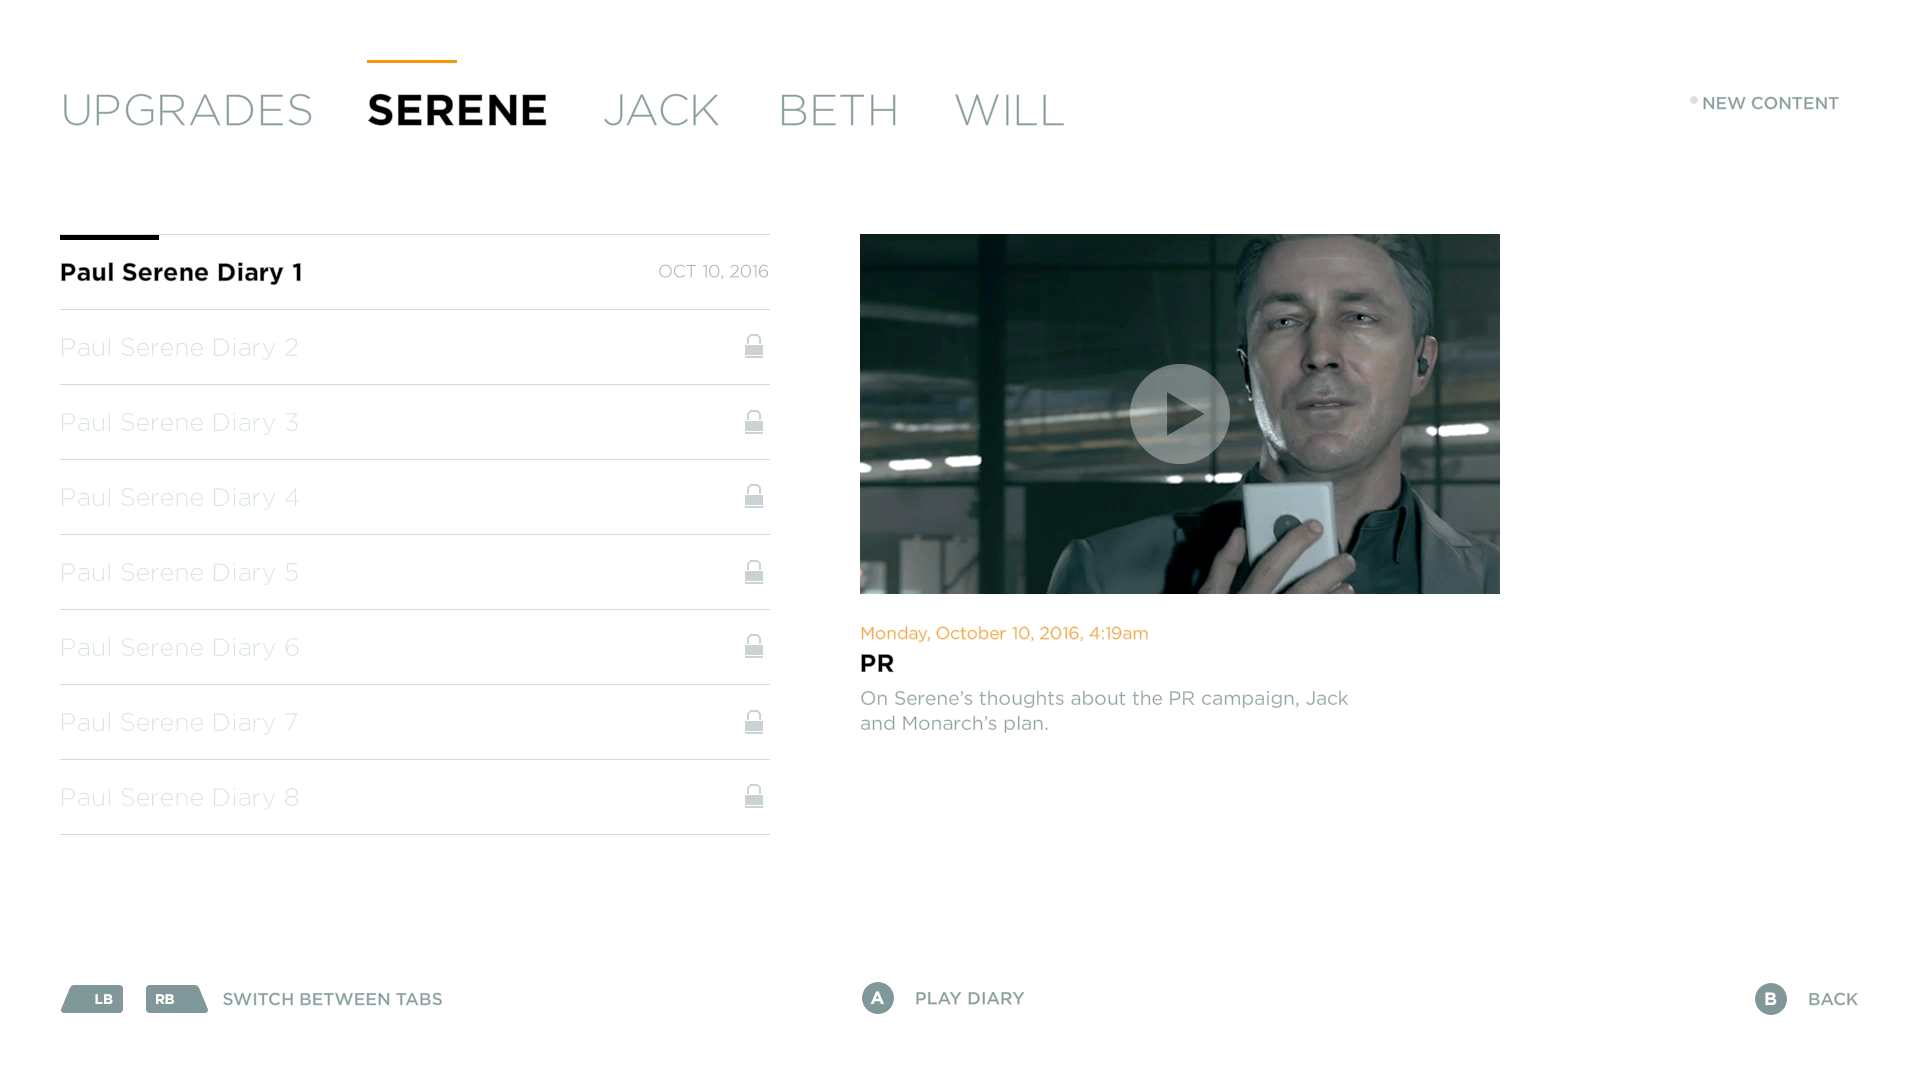 UPGRADES SERENE JACK BETH WILL
NEW CONTENT
Paul Serene Diary 1 OCT 10, 2016
Paul Serene Diary 2
Paul Serene Diary 3
Paul Serene Diary 4
Paul Serene Diary 5
Paul Serene Diary 6
Paul Serene Diary 7
Paul Serene Diary 8
Monday, October 10, 2016, 4:19am
PR
On Serene’s thoughts about the PR campaign, Jack
and Monarch’s plan.
LB RB SWITCH BETWEEN TABS
A PLAY DIARY
B BACK